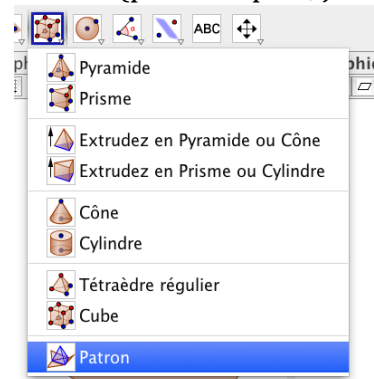 ABC
Pyramide
Prisme
Extrudez en Pyramide ou Cône
Extrudez en Prisme ou Cylindre
Cône
Cylindre
Tétraèdre régulier
Cube
Patron